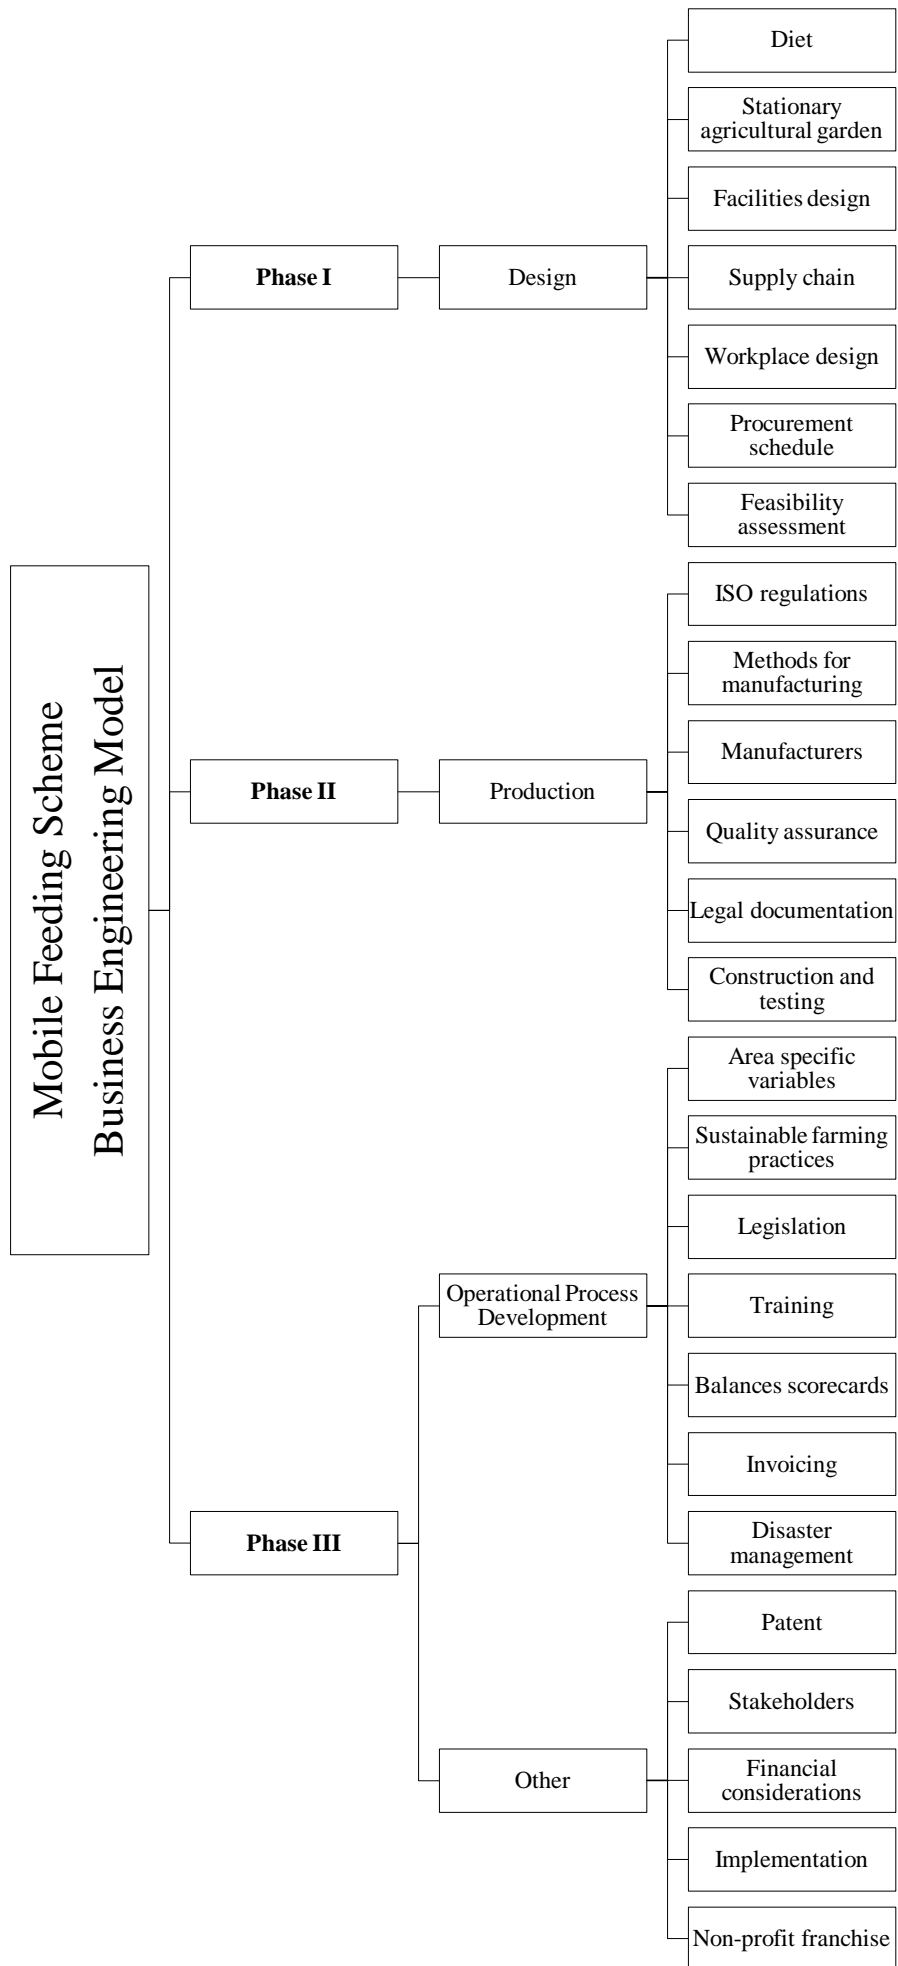 Mobile Feeding Scheme
Business Engineering Model
Phase I
Design
Diet
Stationary
agricultural garden
Facilities design
Supply chain
Workplace design
Procurement
schedule
Feasibility
assessment
Phase II
Production
ISO regulations
Methods for
manufacturing
Manufacturers
Quality assurance
Legal documentation
Construction and
testing
Phase III
Operational Process
Development
Area specific
variables
Sustainable farming
practices
Legislation
Training
Balances scorecards
Invoicing
Disaster
management
Other
Patent
Stakeholders
Financial
considerations
Implementation
Non-profit franchise